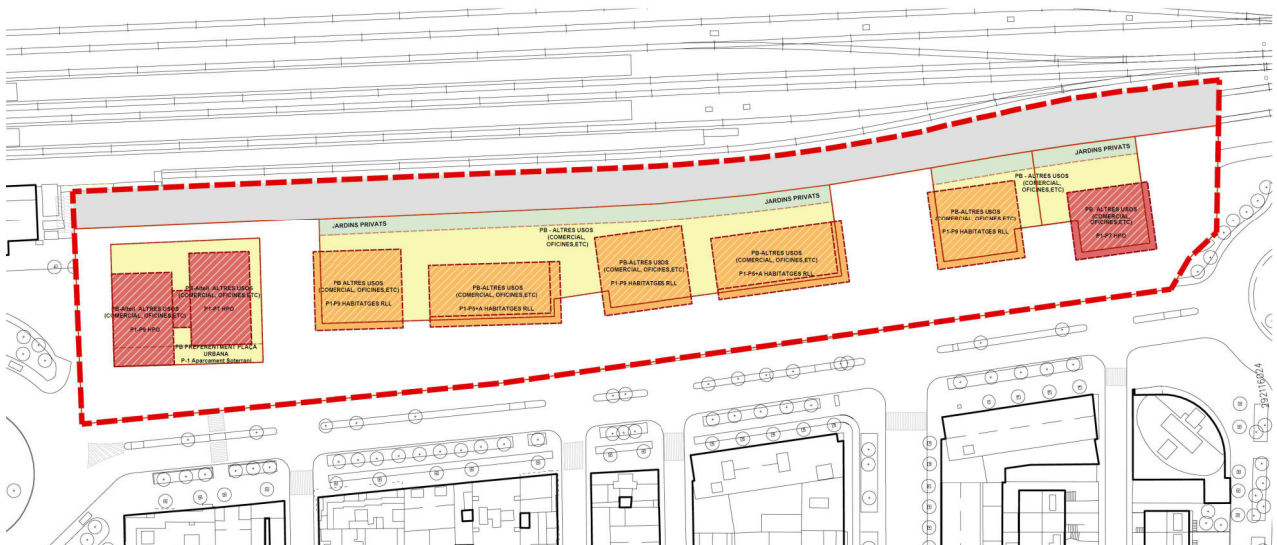 JARDINS PRIVATS
JARDINS PRIVATS
JARDINS PRIVATS
PB - ALTRES USOS
(COMERCIAL,
OFICINES,ETC)
PB - ALTRES USOS
(COMERCIAL,
OFICINES,ETC)
PB-Altell. ALTRES USOS
(COMERCIAL, OFICINES,ETC)
P1-P9 HPO
PB-Altell. ALTRES USOS
(COMERCIAL, OFICINES,ETC)
P1-P7 HPO
PB PREFERERTMENT PLAÇA
URBANA
P-1 Aparcament Soterrani
PB ALTRES USOS
(COMERCIAL, OFICINES,ETC)
P1-P9 HABITATGES RLL
PB-ALTRES USOS
(COMERCIAL, OFICINES,ETC)
P1-P5+A HABITATGES RLL
PB-ALTRES USOS
(COMERCIAL, OFICINES,ETC)
P1-P8 HABITATGES RLL
PB-ALTRES USOS
(COMERCIAL, OFICINES,ETC)
P1-P5+A HABITATGES RLL
PB-ALTRES USOS
(COMERCIAL, OFICINES,ETC)
P1-P9 HABITATGES RLL
PB- ALTRES USOS
(COMERCIAL,
OFICINES,ETC)
P1-P7 HPO
292116024